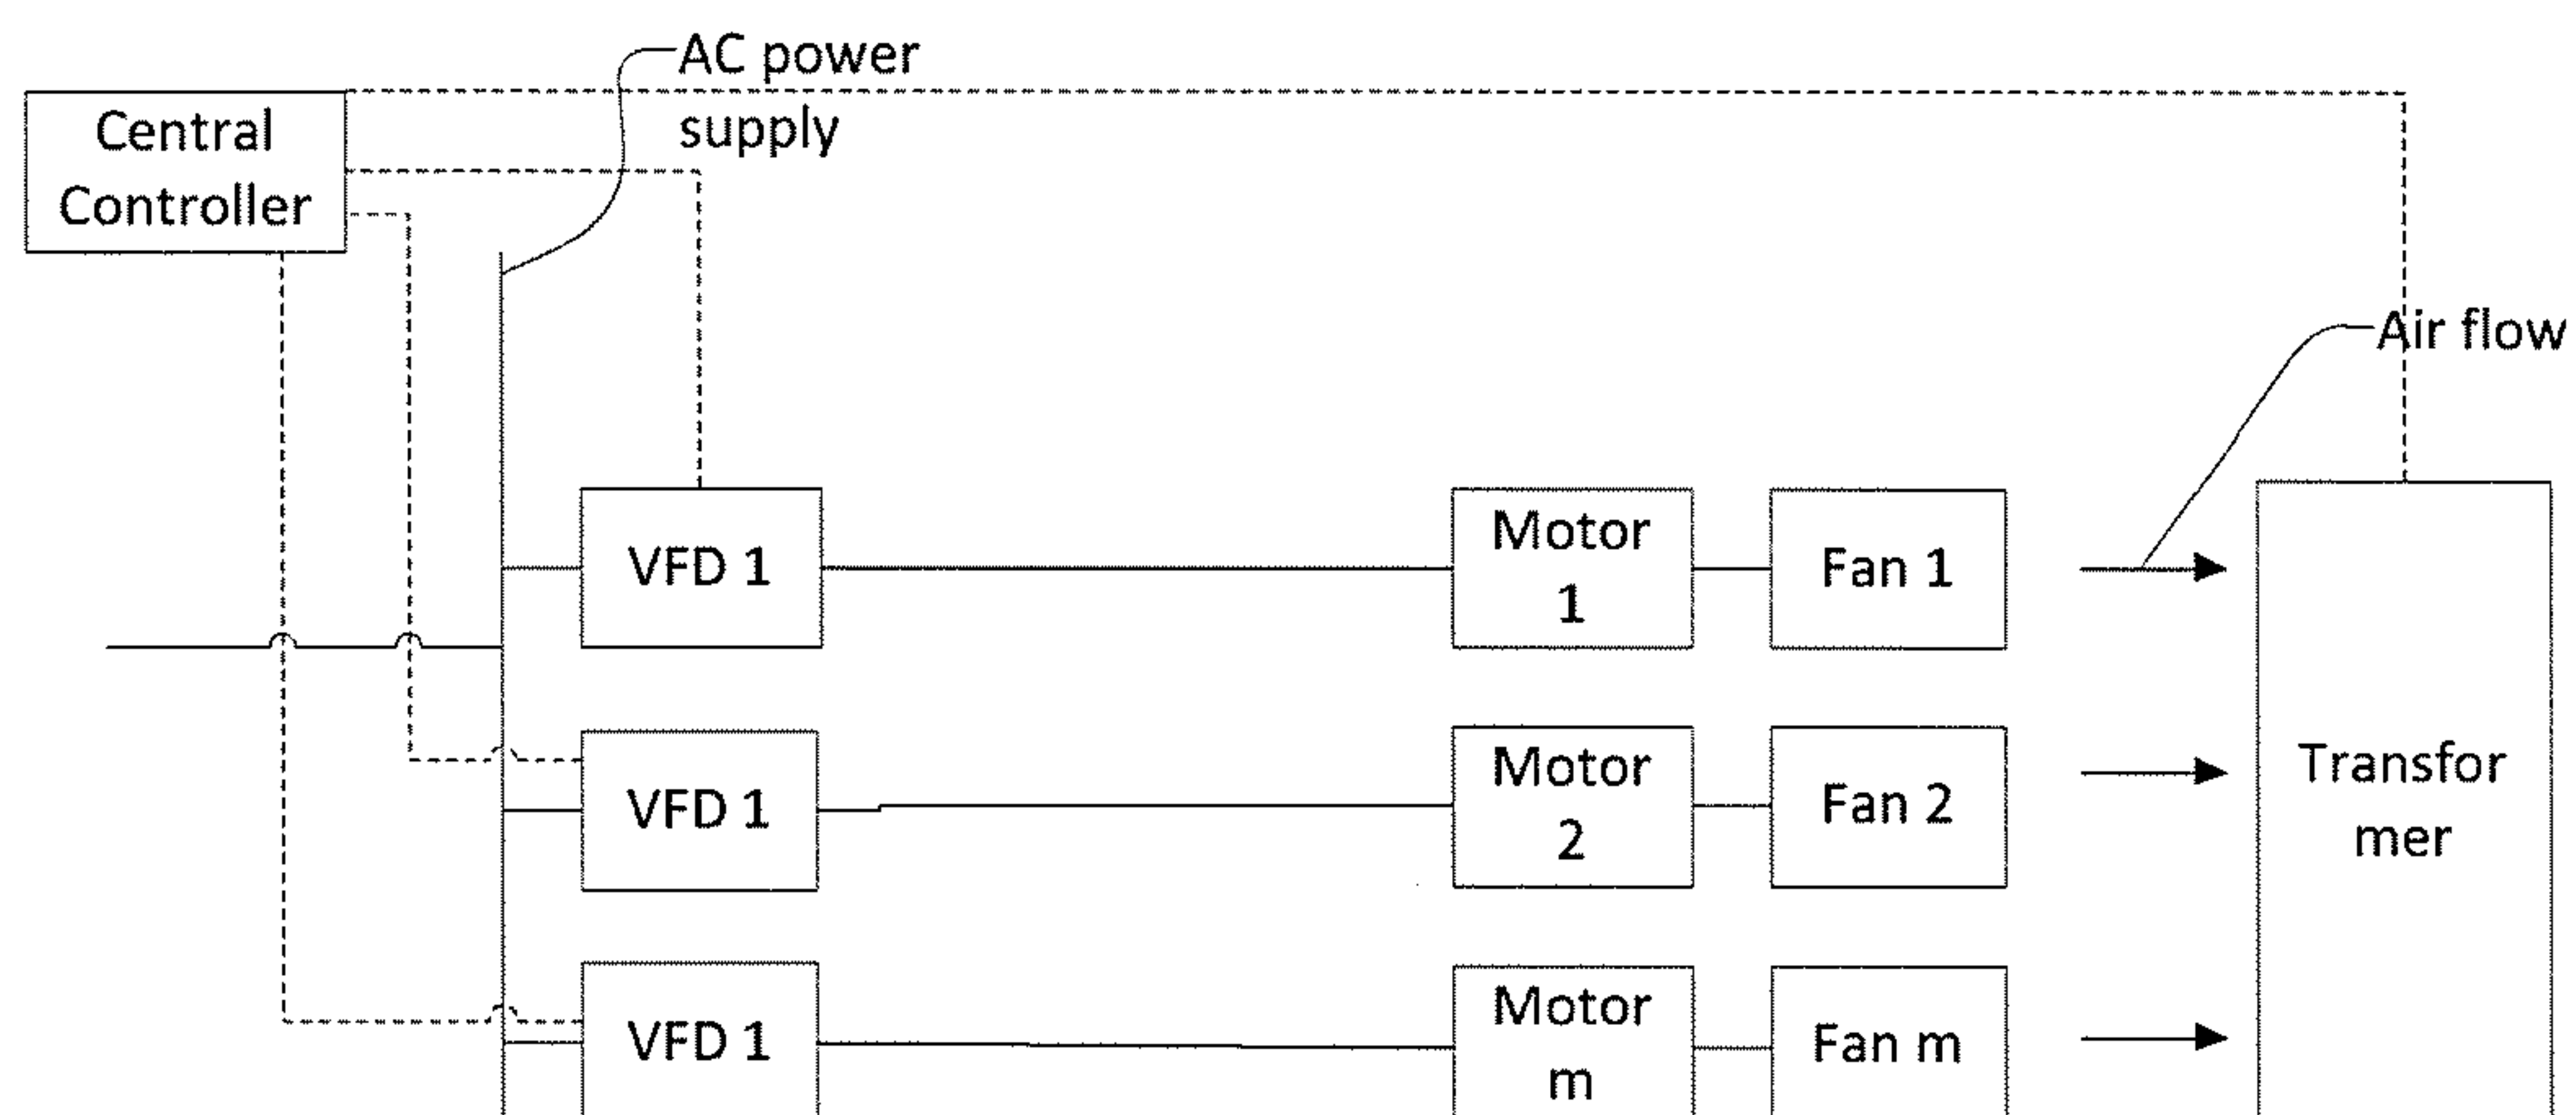 AC power
supply
Central
Controller
Air flow
VFD 1
Motor
1
Fan 1
VFD 1
Motor
2
Fan 2
Transfor
mer
VFD 1
Motor
m
Fan m